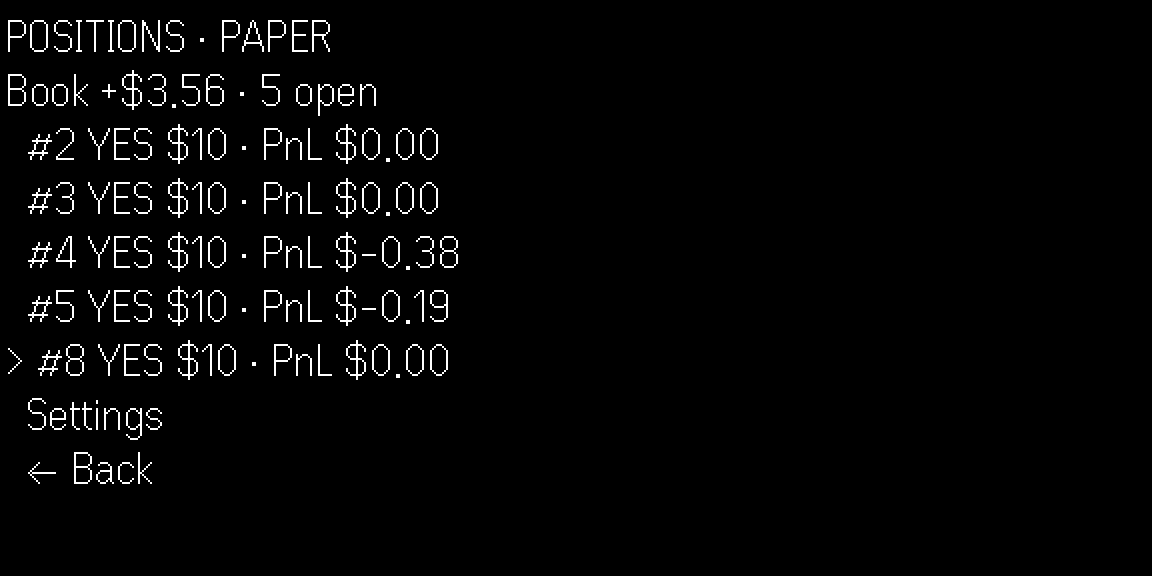 POSITIONS · PAPER
Book +$3.56 · 5 open
#2 YES $10 · PnL $0.00
#3 YES $10 · PnL $0.00
#4 YES $10 · PnL $-0.38
#5 YES $10 · PnL $-0.19
> #8 YES $10 · PnL $0.00
Settings
← Back